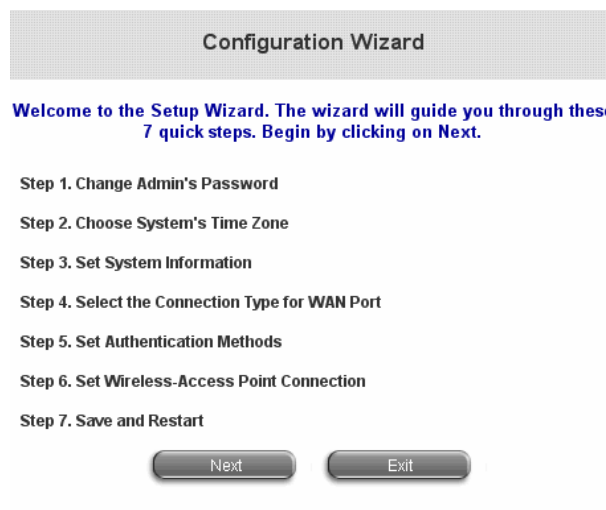 Configuration Wizard
Welcome to the Setup Wizard. The wizard will guide you through thes
7 quick steps. Begin by clicking on Next.
Step 1. Change Admin's Password
Step 2. Choose System's Time Zone
Step 3. Set System Information
Step 4. Select the Connection Type for WAN Port
Step 5. Set Authentication Methods
Step 6. Set Wireless-Access Point Connection
Step 7. Save and Restart
Next Exit